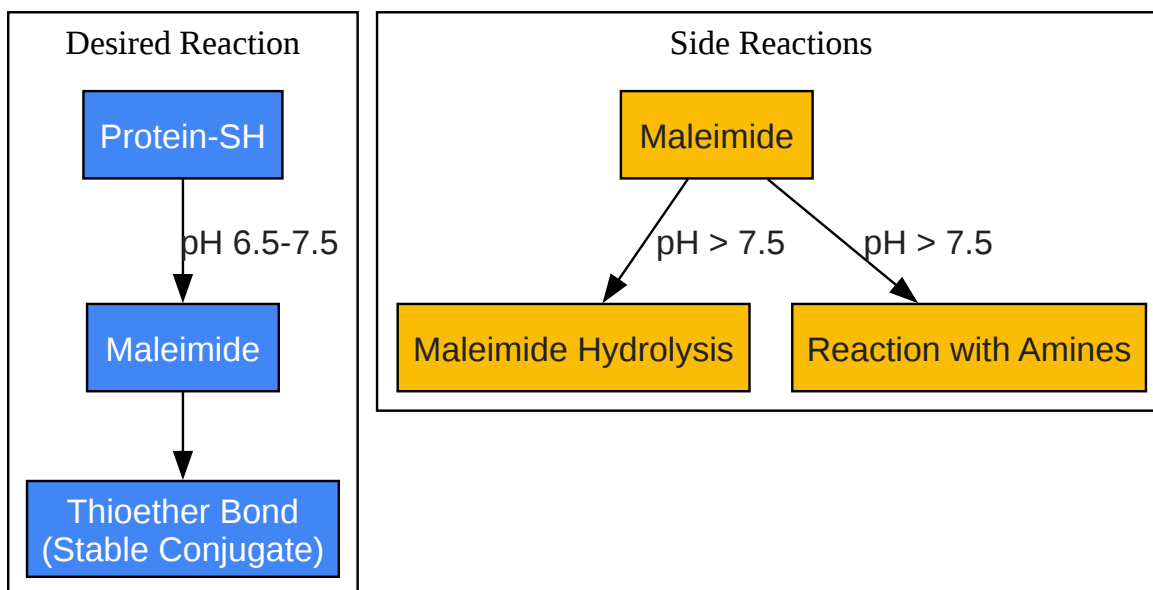 Desired Reaction
Protein-SH
pH 6.5-7.5
Maleimide
Thioether Bond
(Stable Conjugate)
Side Reactions
Maleimide
pH > 7.5
pH > 7.5
Maleimide Hydrolysis
Reaction with Amines